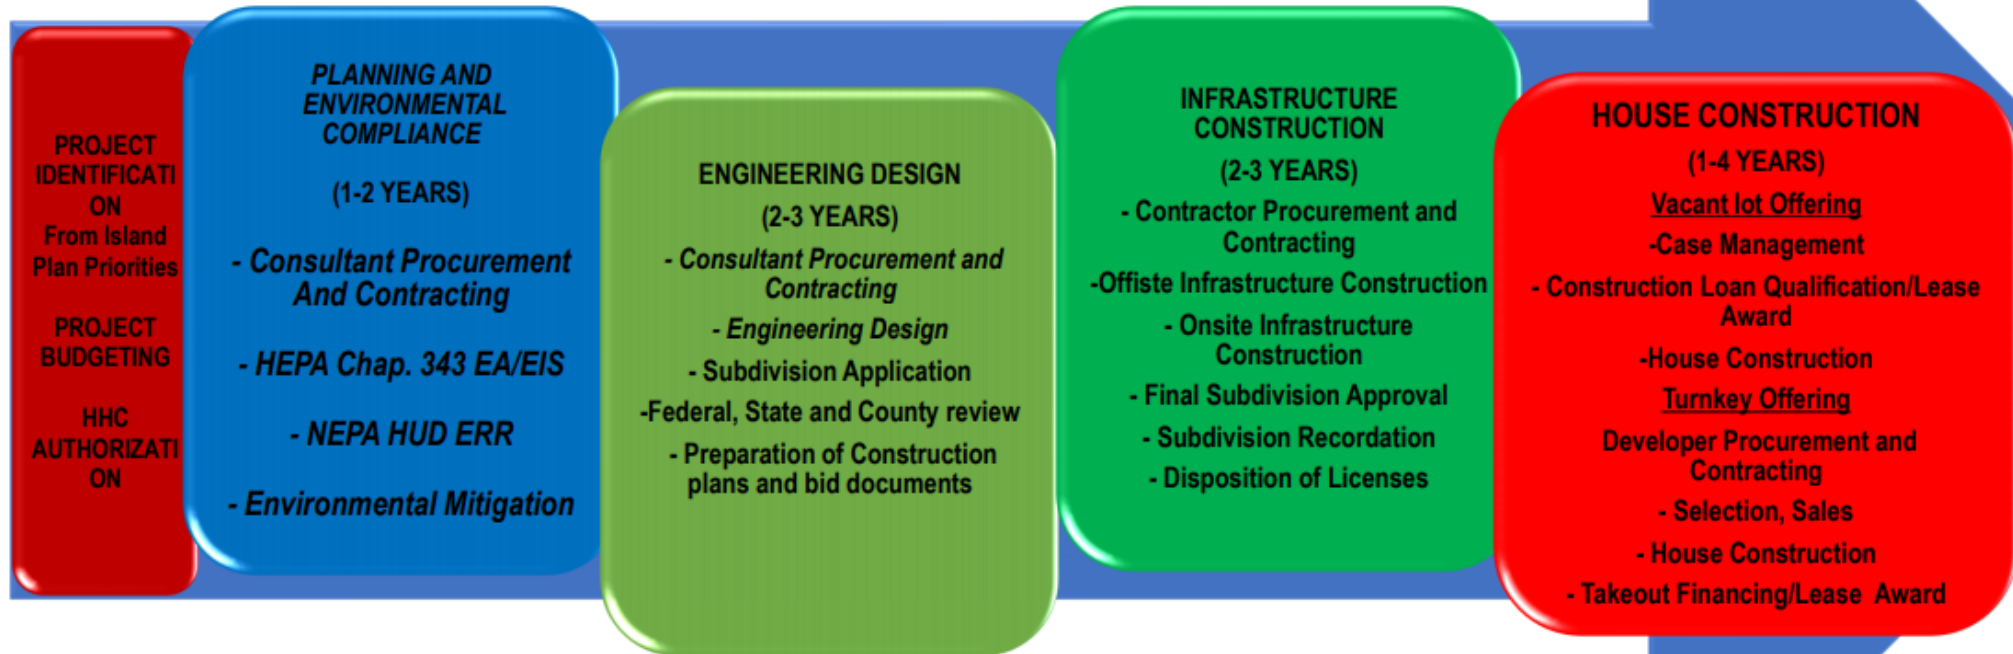 PROJECT
IDENTIFICATI
ON
From Island
Plan Priorities
PROJECT
BUDGETING
HHC
AUTHORIZATI
ON
PLANNING AND
ENVIRONMENTAL
COMPLIANCE
(1-2 YEARS)
- Consultant Procurement
And Contracting
- HEPA Chap. 343 EA/EIS
- NEPA HUD ERR
- Environmental Mitigation
ENGINEERING DESIGN
(2-3 YEARS)
- Consultant Procurement and
Contracting
- Engineering Design
- Subdivision Application
-Federal, State and County review
- Preparation of Construction
plans and bid documents
INFRASTRUCTURE
CONSTRUCTION
(2-3 YEARS)
- Contractor Procurement and
Contracting
-Offiste Infrastructure Construction
- Onsite Infrastructure
Construction
- Final Subdivision Approval
- Subdivision Recordation
- Disposition of Licenses
HOUSE CONSTRUCTION
(1-4 YEARS)
Vacant lot Offering
-Case Management
- Construction Loan Qualification/Lease
Award
-House Construction
Turnkey Offering
Developer Procurement and
Contracting
- Selection, Sales
- House Construction
- Takeout Financing/Lease Award